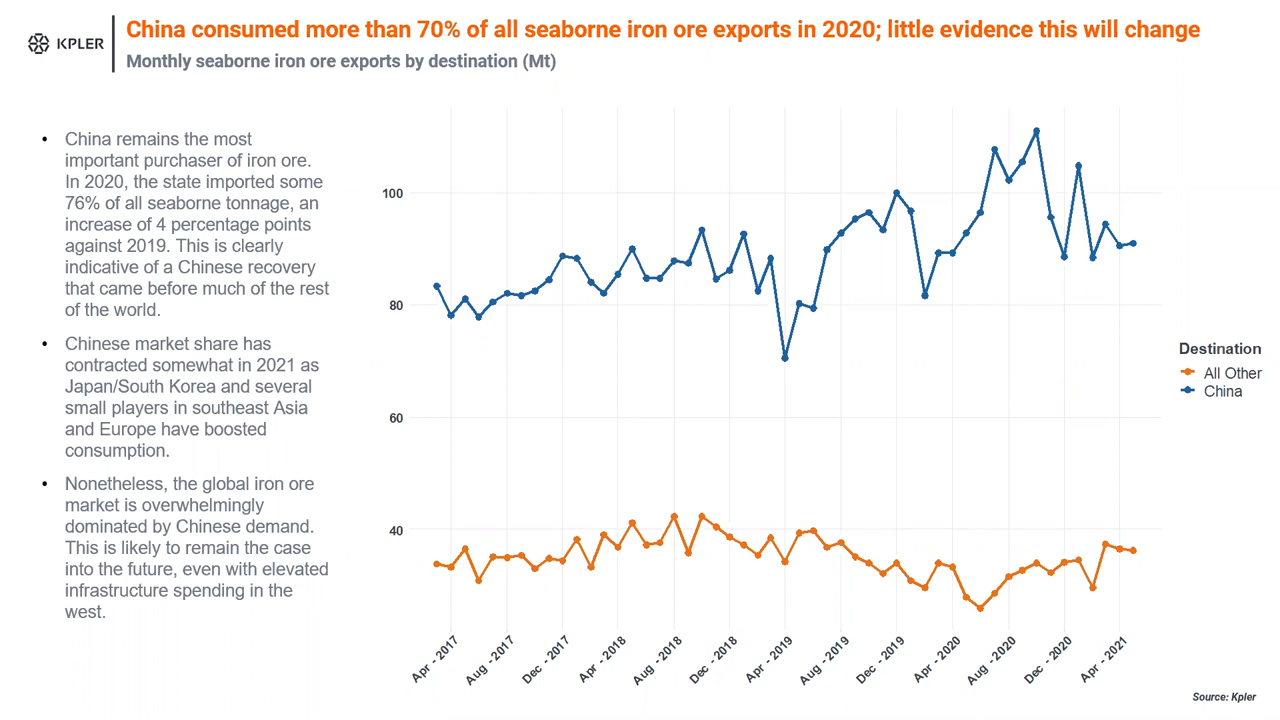 KPLER
China consumed more than 70% of all seaborne iron ore exports in 2020; little evidence this will change
Monthly seaborne iron ore exports by destination (Mt)
• China remains the most
important purchaser of iron ore.
In 2020, the state imported some
76% of all seaborne tonnage, an
increase of 4 percentage points
against 2019. This is clearly
indicative of a Chinese recovery
that came before much of the rest
of the world.
• Chinese market share has
contracted somewhat in 2021 as
Japan/South Korea and several
small players in southeast Asia
and Europe have boosted
consumption.
• Nonetheless, the global iron ore
market is overwhelmingly
dominated by Chinese demand.
This is likely to remain the case
into the future, even with elevated
infrastructure spending in the
west.
100
80
60
40
Apr - 2017
Aug - 2017
Dec - 2017
Apr - 2018
Aug - 2018
Dec - 2018
Apr - 2019
Aug - 2019
Dec - 2019
Apr - 2020
Aug - 2020
Dec - 2020
Apr - 2021
Destination
All Other
China
Source: Kpler